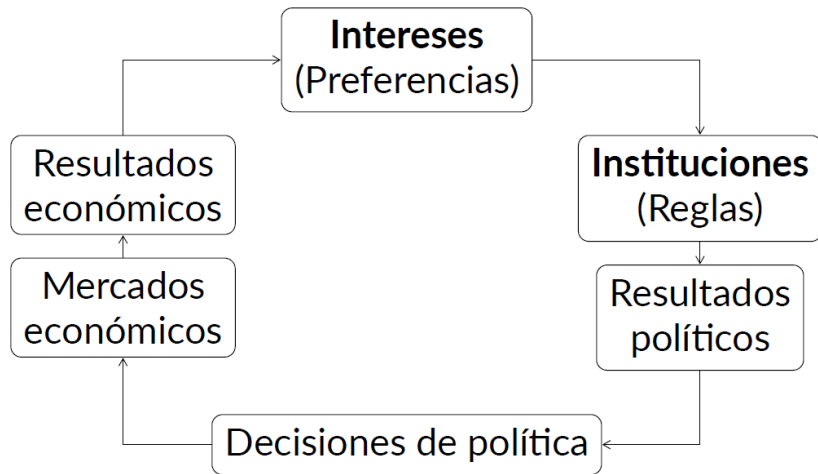 Intereses
(Preferencias)
Instituciones
(Reglas)
Resultados
políticos
Decisiones de política
Mercados
económicos
Resultados
económicos